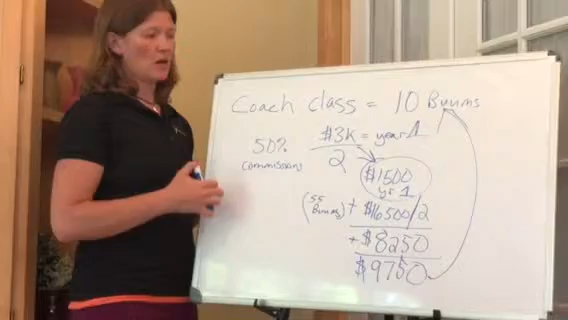 Coach class = 10 Buums
50%
commissions
$3K = year 1
2
$1500
yr 1
(55 Buums) + $16500/2
+ $8250
$9750